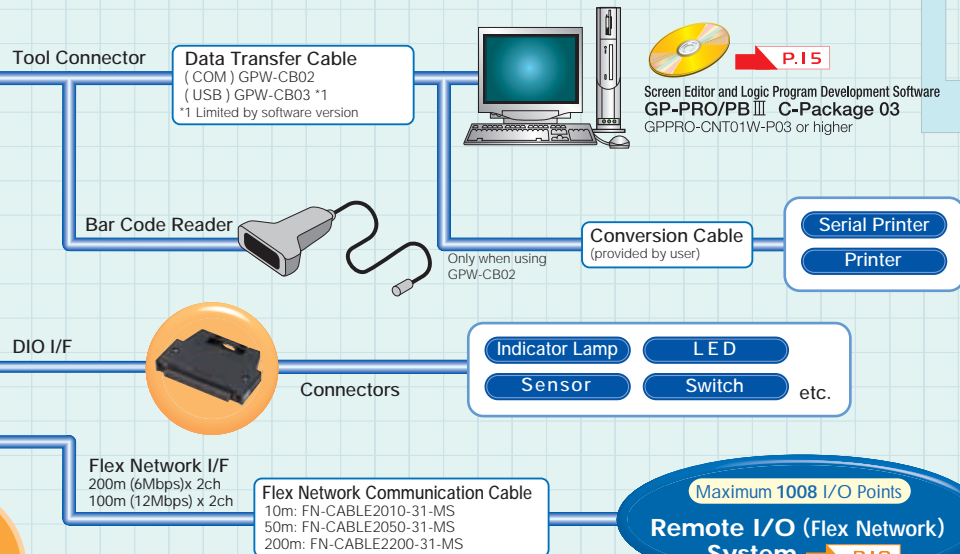 Tool Connector
Data Transfer Cable
( COM ) GPW-CB02
( USB ) GPW-CB03 *1
*1 Limited by software version
P.15
Screen Editor and Logic Program Development Software
GP-PRO/PBⅢ C-Package 03
GPPRO-CNT01W-P03 or higher
Bar Code Reader
Only when using
GPW-CB02
Conversion Cable
(provided by user)
Serial Printer
Printer
DIO I/F
Connectors
Indicator Lamp
LED
Sensor
Switch
etc.
Flex Network I/F
200m (6Mbps)x 2ch
100m (12Mbps) x 2ch
Flex Network Communication Cable
10m: FN-CABLE2010-31-MS
50m: FN-CABLE2050-31-MS
200m: FN-CABLE2200-31-MS
Maximum 1008 I/O Points
Remote I/O (Flex Network)
System